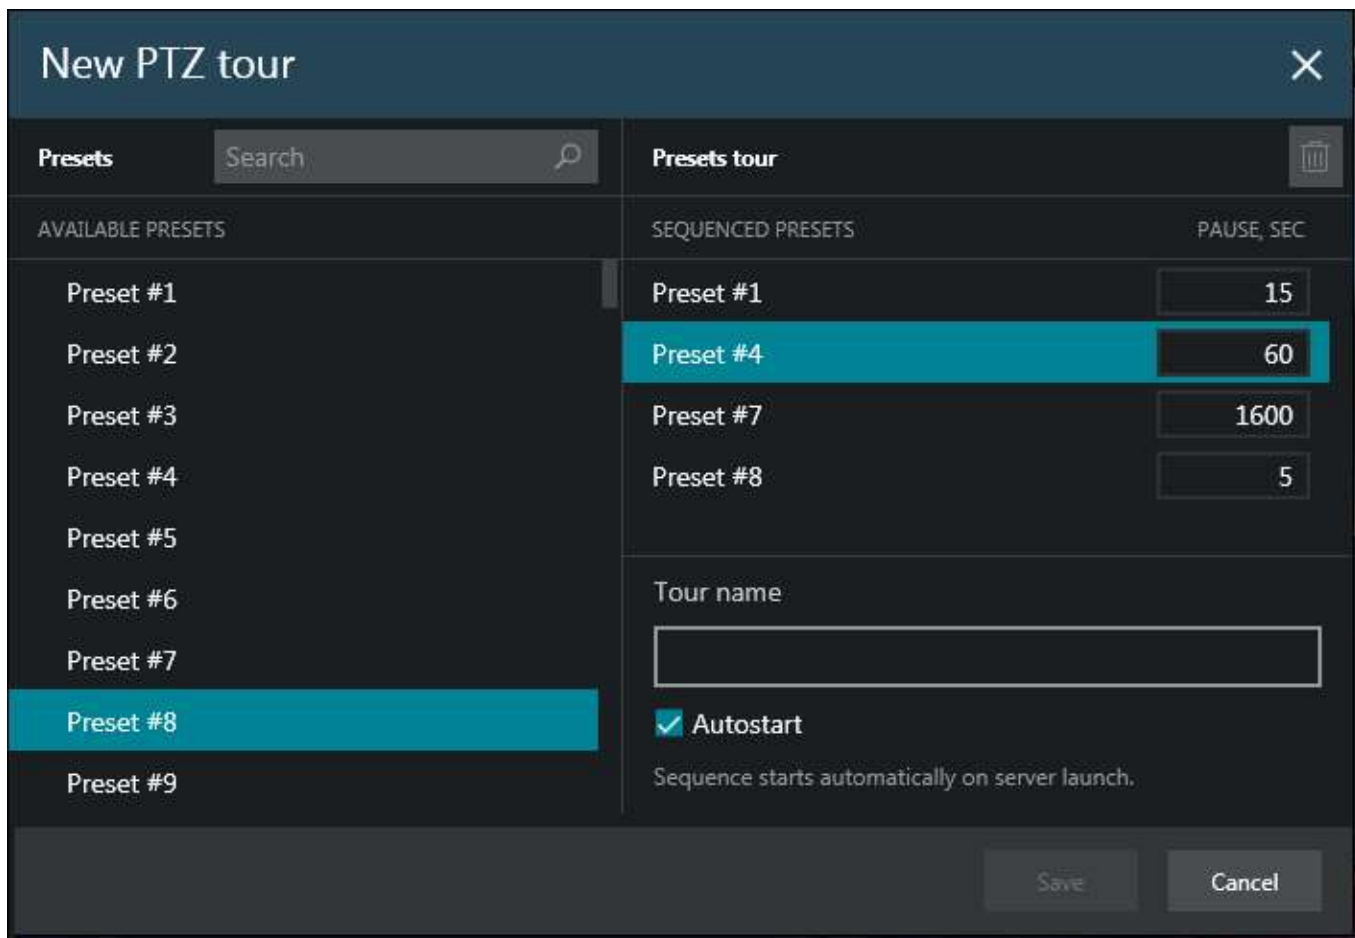 New PTZ tour
Presets
Search
AVAILABLE PRESETS
Preset #1
Preset #2
Preset #3
Preset #4
Preset #5
Preset #6
Preset #7
Preset #8
Preset #9
Presets tour
SEQUENCED PRESETS PAUSE, SEC
Preset #1 15
Preset #4 60
Preset #7 1600
Preset #8 5
Tour name
Autostart
Sequence starts automatically on server launch.
Save Cancel